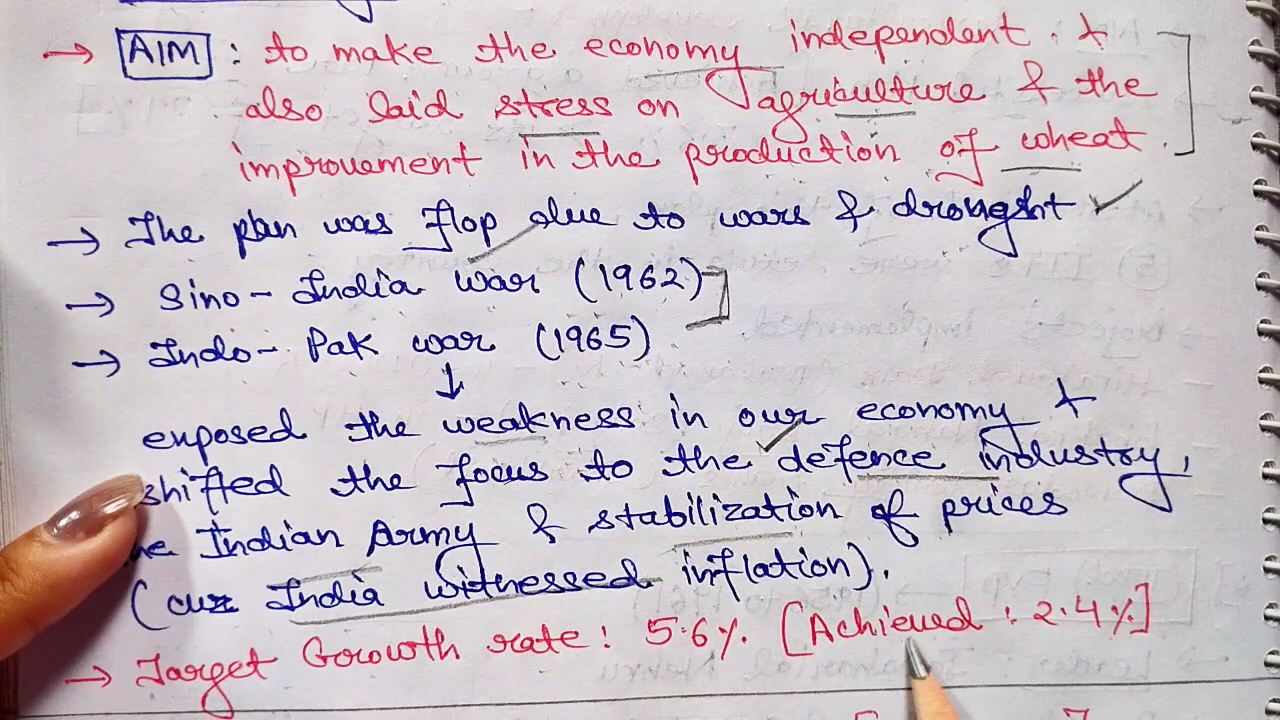 → AIM : to make the economy independent. &
also laid stress on agriculture & the
improvement in the production of wheat.
→ The plan was flop due to wars & drought
→ Sino-India war (1962)
→ Indo-Pak war (1965)
↓
exposed the weakness in our economy &
shifted the focus to the defence industry,
Indian Army & stabilization of prices
(cuz India witnessed inflation).
→ Target Growth rate: 5.6%. [Achieved : 2.4%]